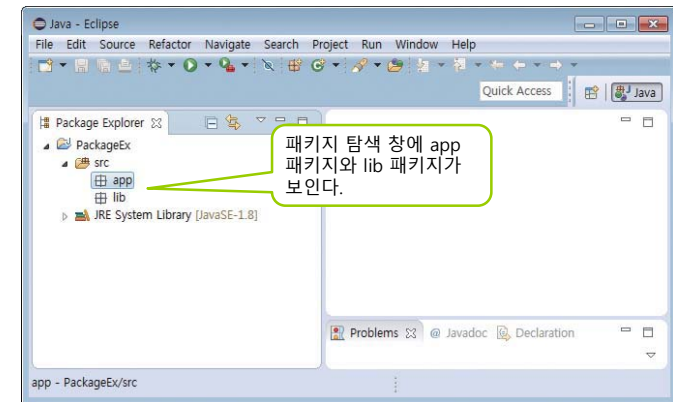 Java - Eclipse
File Edit Source Refactor Navigate Search Project Run Window Help
Quick Access
Java
Package Explorer
PackageEx
src
app
lib
JRE System Library [JavaSE-1.8]
패키지 탐색 창에 app
패키지와 lib 패키지가
보인다.
Problems @ Javadoc Declaration
app - PackageEx/src